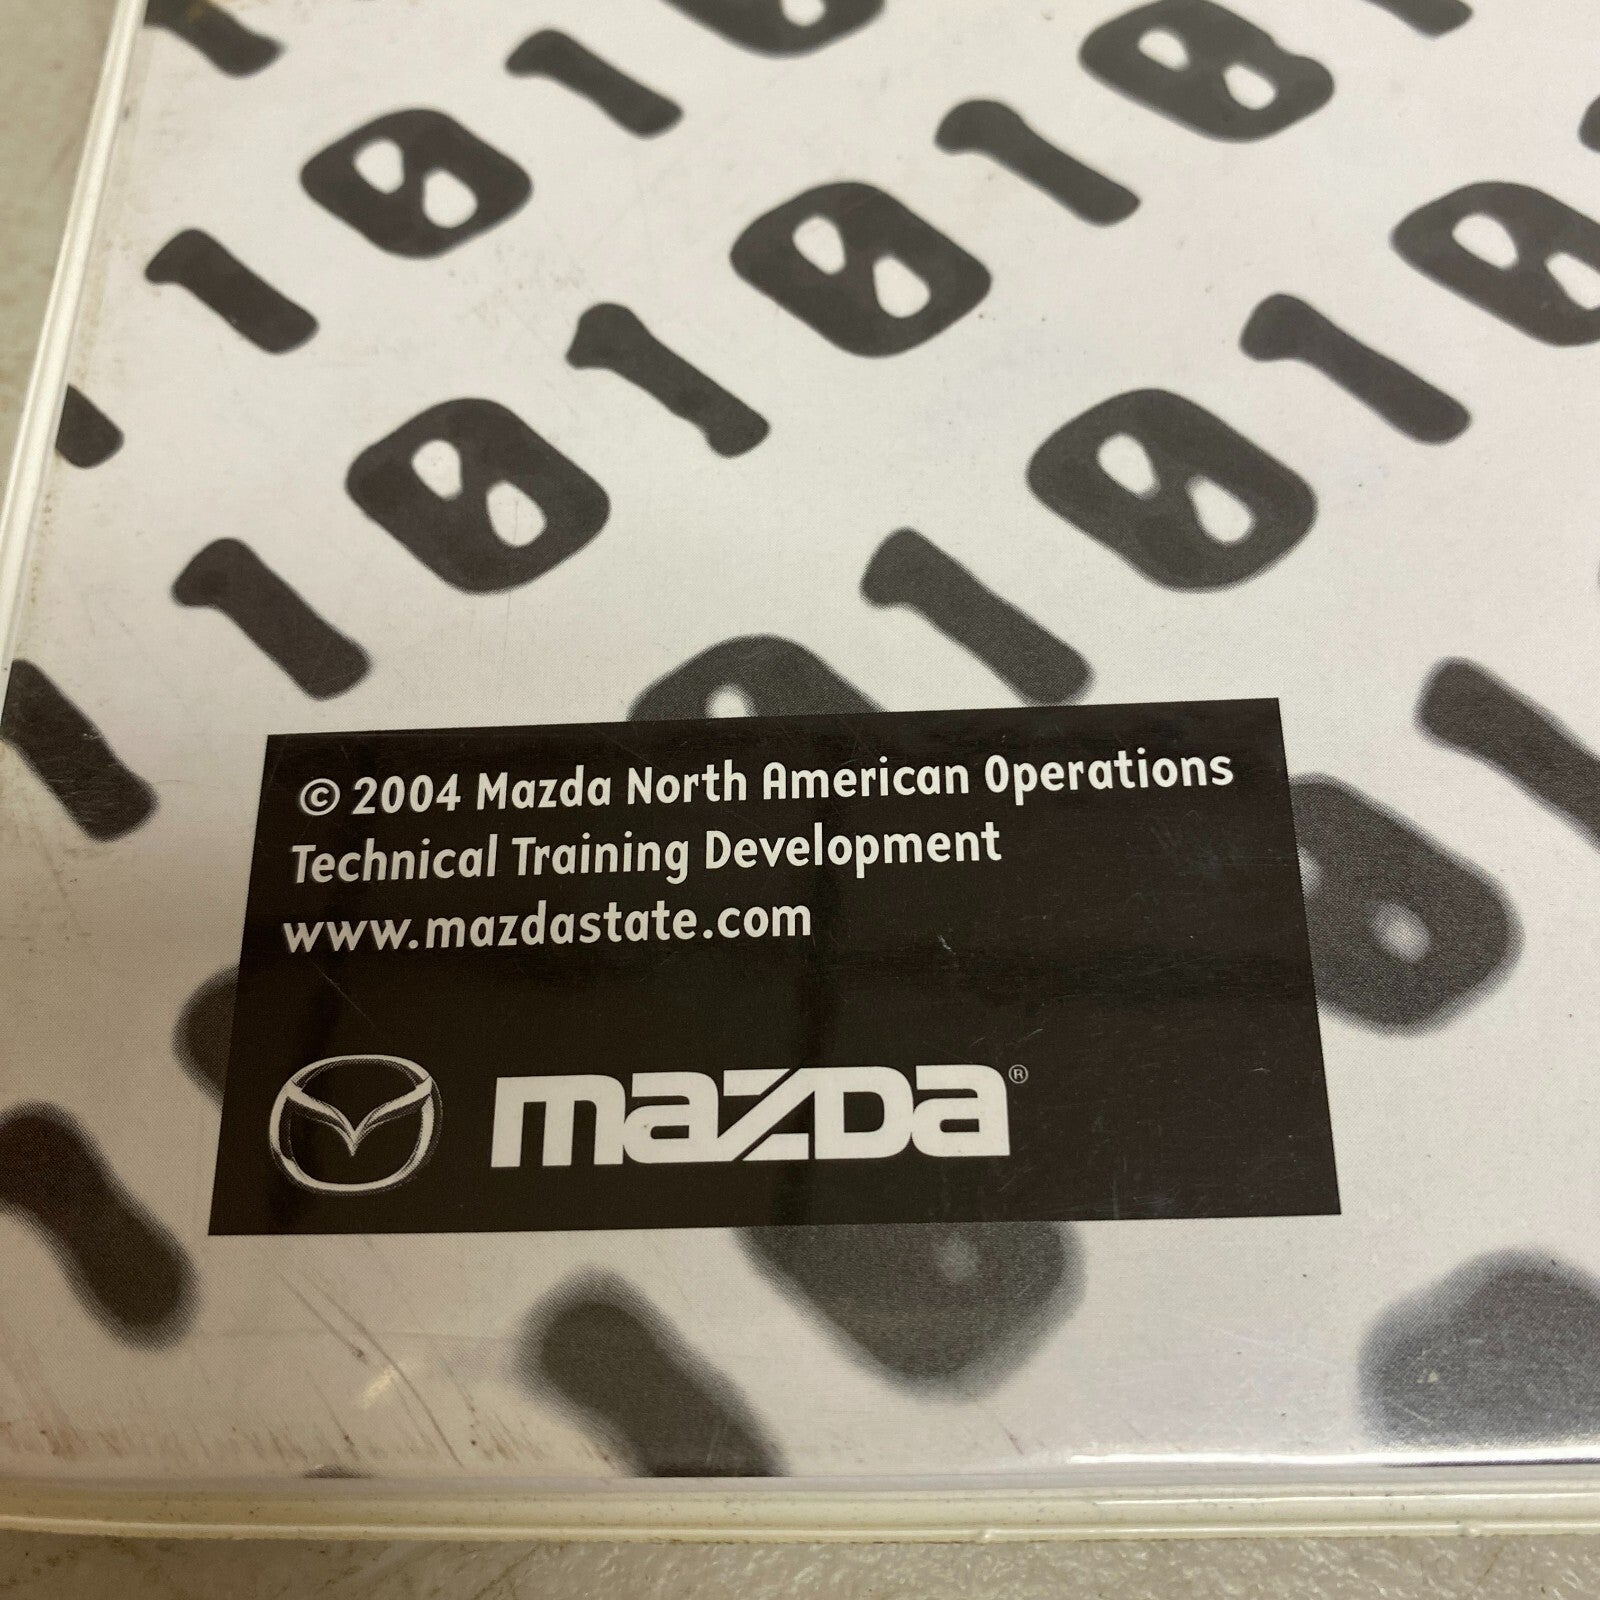 © 2004 Mazda North American Operations
Technical Training Development
www.mazdastate.com
mazda®